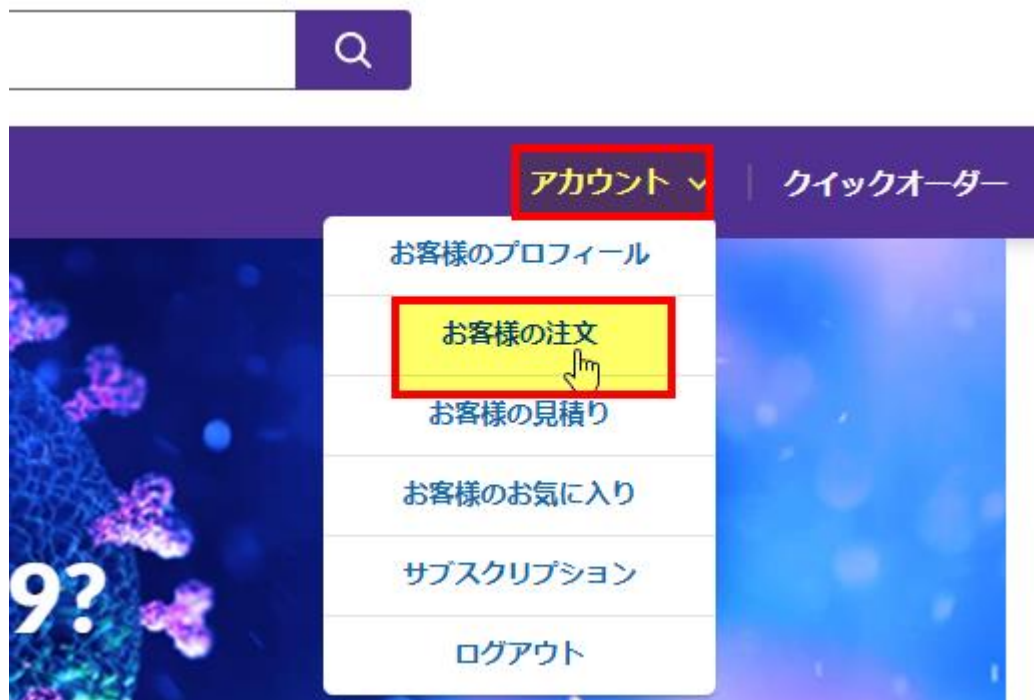 アカウント
クイックオーダー
お客様のプロフィール
お客様の注文
お客様の見積り
お客様のお気に入り
サブスクリプション
9?
ログアウト